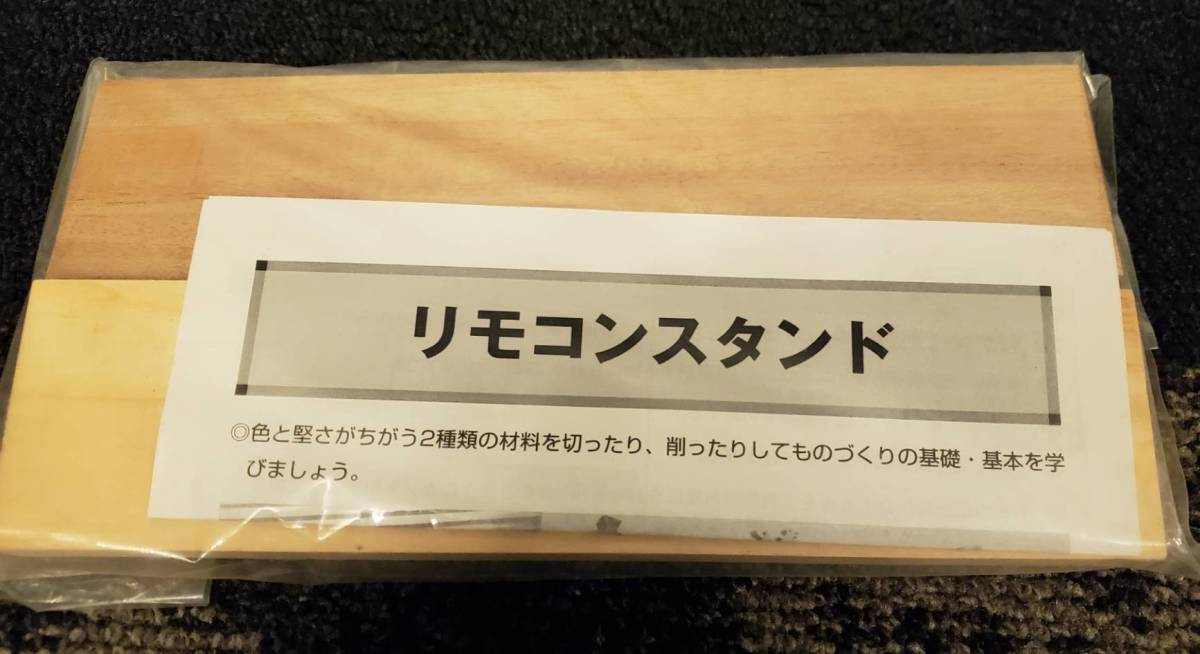 リモコンスタンド
◎色と堅さがちがう2種類の材料を切ったり、削ったりしてものづくりの基礎・基本を学
びましょう。